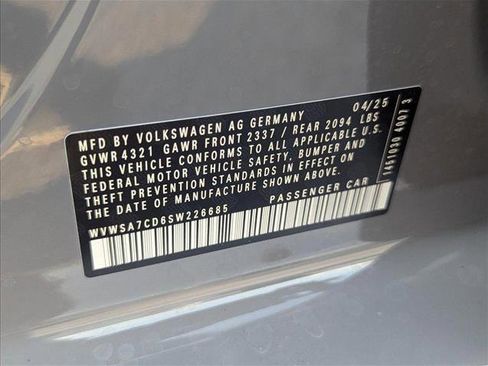 MFD BY VOLKSWAGEN AG GERMANY 04/25
GVWR 4321 GAWR FRONT 2337 / REAR 2094 LBS
THIS VEHICLE CONFORMS TO ALL APPLICABLE U.S.
FEDERAL MOTOR VEHICLE SAFETY, BUMPER AND
THEFT PREVENTION STANDARDS IN EFFECT ON
THE DATE OF MANUFACTURE SHOWN ABOVE.
WVWSA7CD6SW226685 PASSENGER CAR